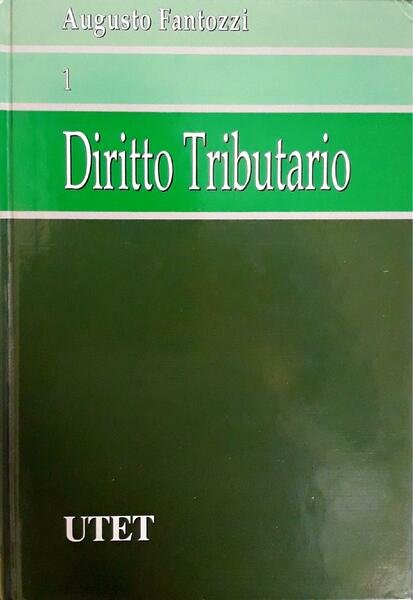 Augusto Fantozzi
1
Diritto Tributario
UTET